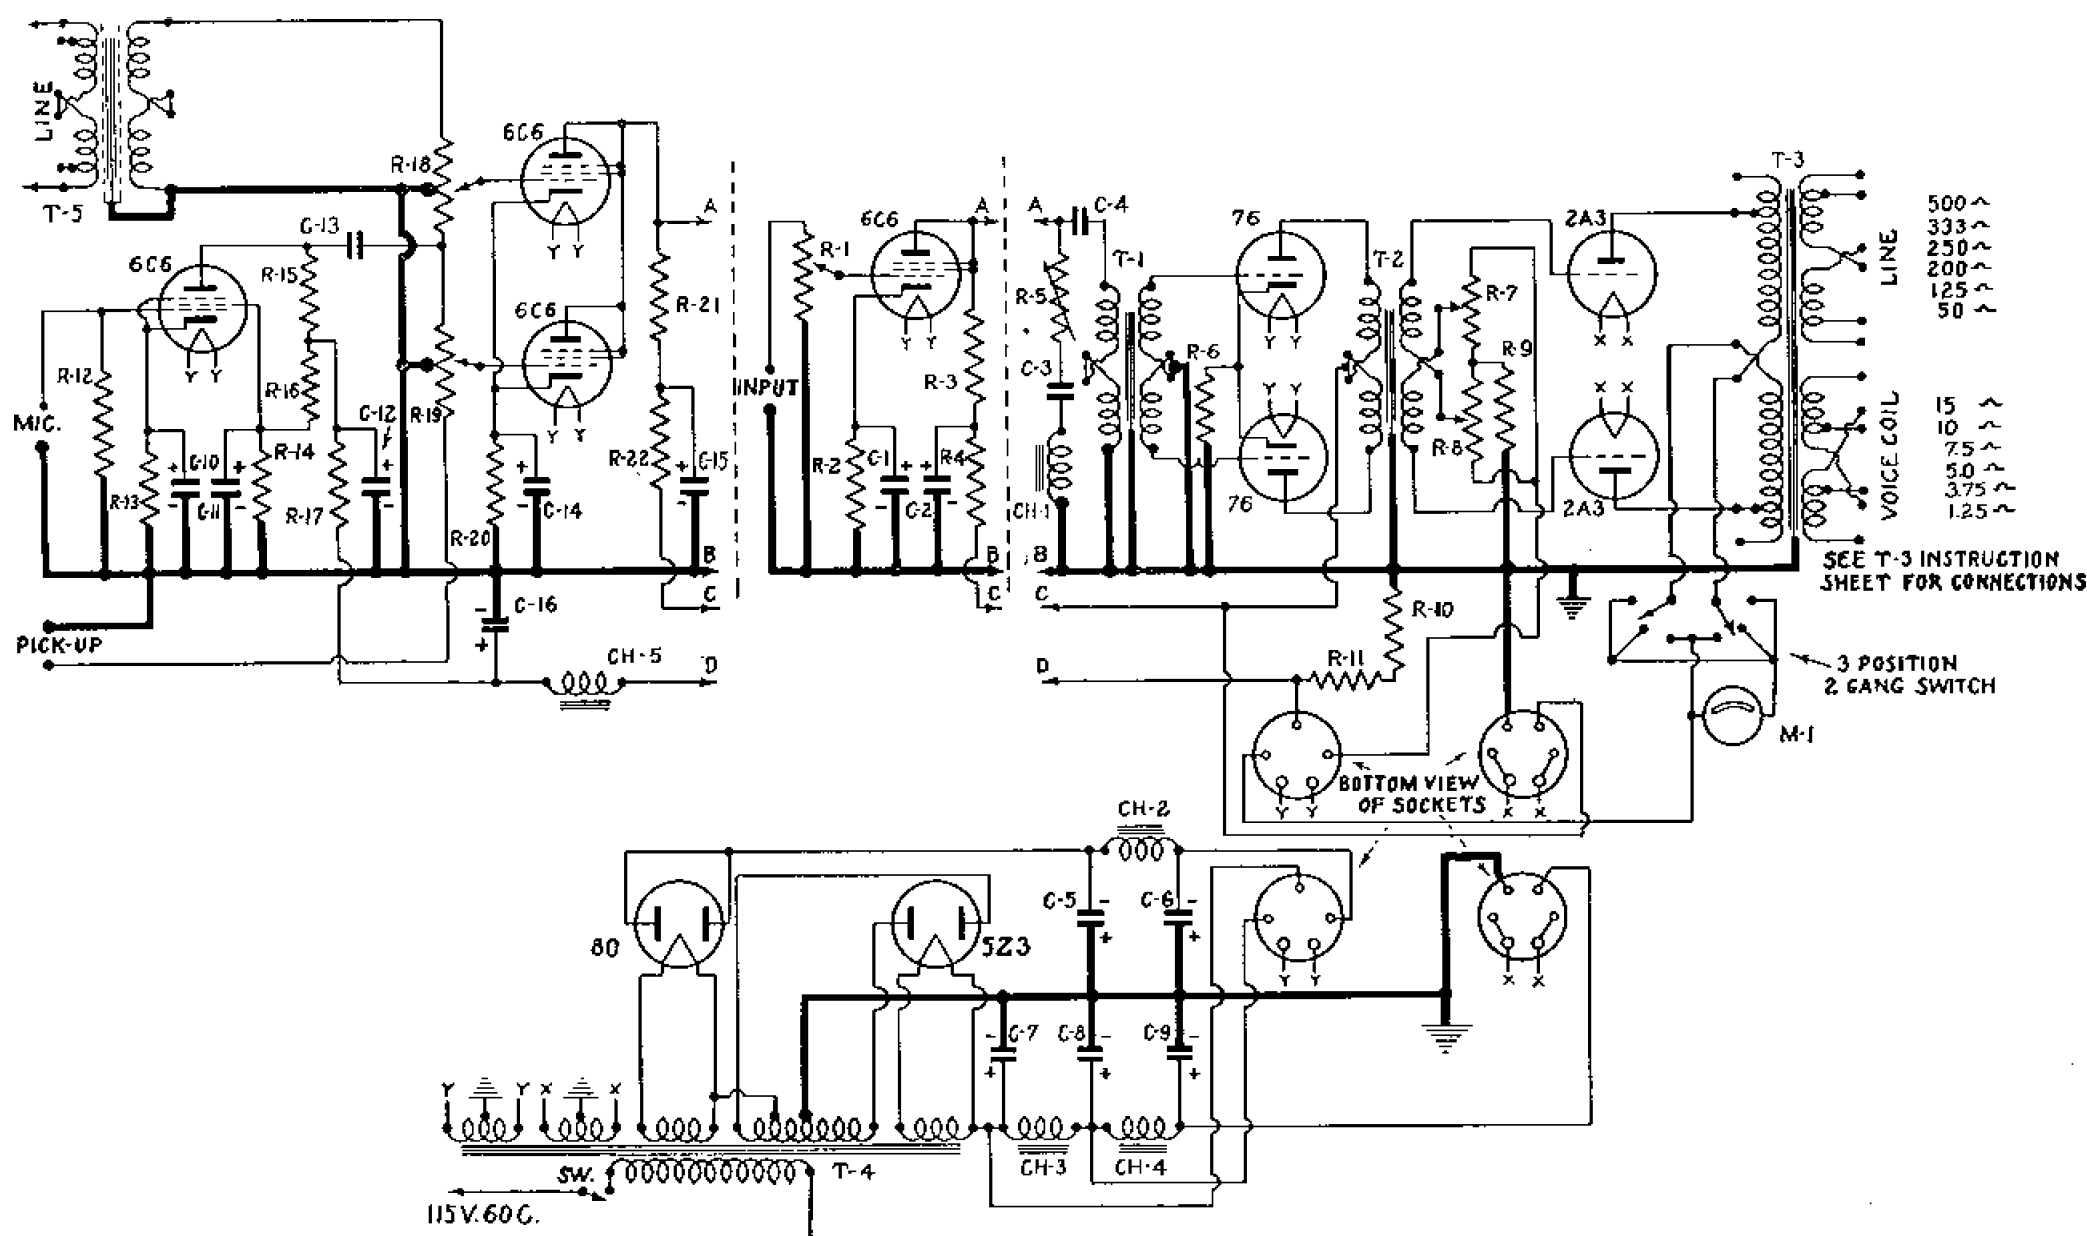 LINE
T-5
R-18
6C6
A
C-13
6C6
R-15
6C6
R-21
R-12
R-16
C-12
R-19
MIC.
R-14
C-10
C-11
R-13
R-17
R-22
C-15
C-14
R-20
B
C
C-16
PICK-UP
CH-5
D
Y Y
Y Y
Y Y
+ -
+ -
+ -
+ -
+ -
- +
A
6C6
R-1
Y Y
R-3
INPUT
R-2
C-1
C-2
R-4
+ -
+ -
B
C
A
C-4
T-1
R-5
C-3
CH-1
B
C
D
76
T-2
R-6
Y Y
Y Y
76
R-7
R-9
R-8
2A3
X X
X X
2A3
T-3
LINE
500 ~
333 ~
250 ~
200 ~
125 ~
50 ~
VOICE COIL
15 ~
10 ~
7.5 ~
5.0 ~
3.75 ~
1.25 ~
SEE T-3 INSTRUCTION
SHEET FOR CONNECTIONS
R-10
R-11
3 POSITION
2 GANG SWITCH
M-1
BOTTOM VIEW
OF SOCKETS
Y Y
X X
CH-2
80
5Z3
C-5
C-6
- +
- +
Y Y
X X
C-7
C-8
C-9
- +
- +
- +
Y Y X X
CH-3
CH-4
T-4
SW.
115V. 60C.